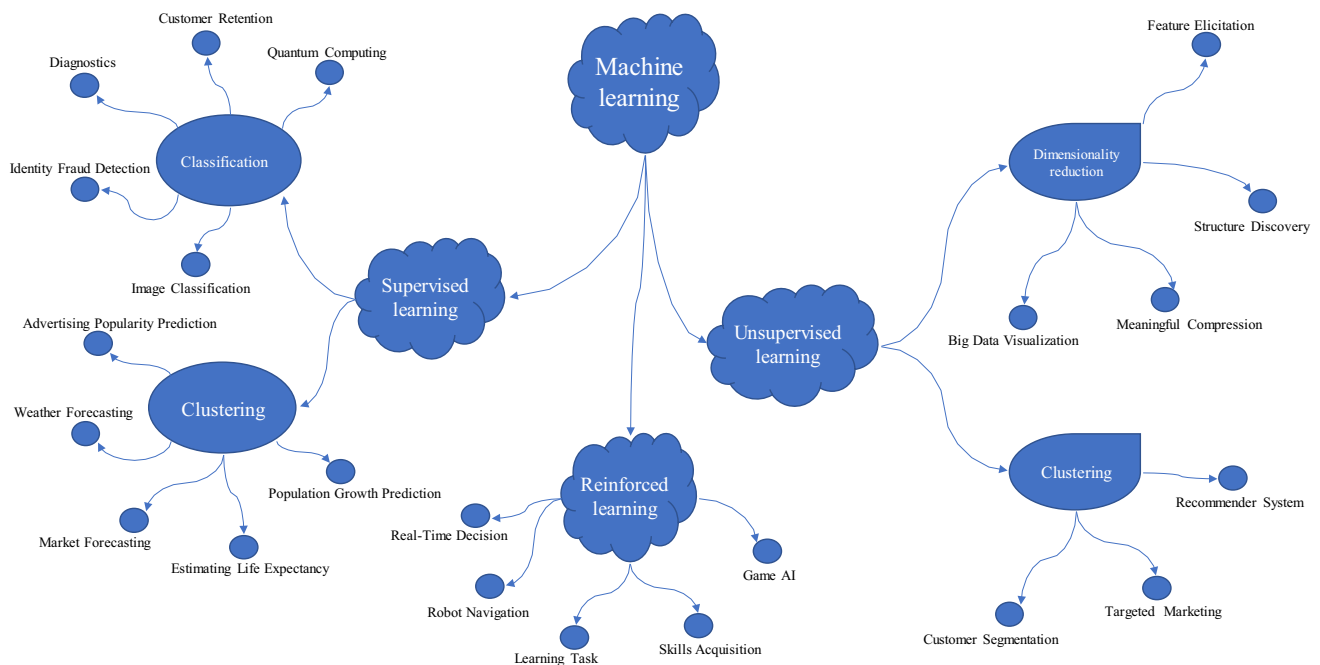 Machine
learning
Supervised
learning
Classification
Customer Retention
Quantum Computing
Diagnostics
Identity Fraud Detection
Image Classification
Clustering
Advertising Popularity Prediction
Weather Forecasting
Market Forecasting
Estimating Life Expectancy
Population Growth Prediction
Reinforced
learning
Real-Time Decision
Robot Navigation
Learning Task
Skills Acquisition
Game AI
Unsupervised
learning
Dimensionality
reduction
Feature Elicitation
Structure Discovery
Meaningful Compression
Big Data Visualization
Clustering
Recommender System
Targeted Marketing
Customer Segmentation